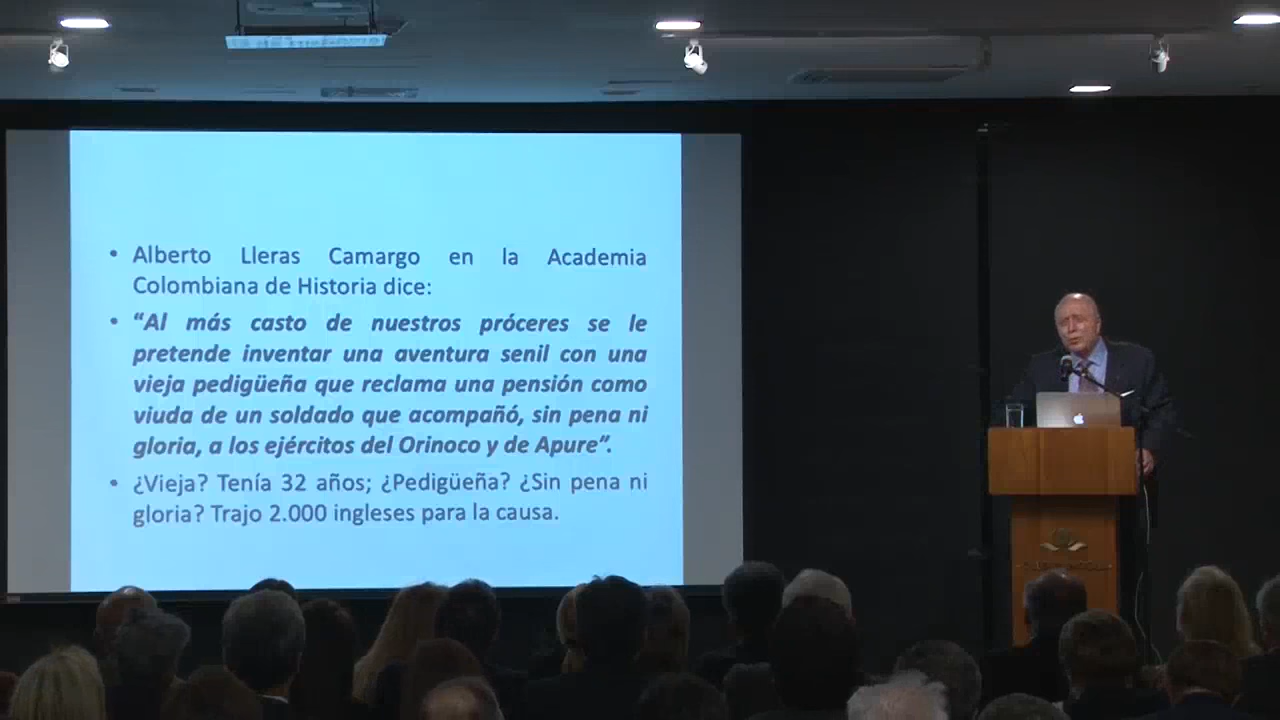 • Alberto Lleras Camargo en la Academia
Colombiana de Historia dice:
• “Al más casto de nuestros próceres se le
pretende inventar una aventura senil con una
vieja pedigüeña que reclama una pensión como
viuda de un soldado que acompañó, sin pena ni
gloria, a los ejércitos del Orinoco y de Apure”.
• ¿Vieja? Tenía 32 años; ¿Pedigüeña? ¿Sin pena ni
gloria? Trajo 2.000 ingleses para la causa.